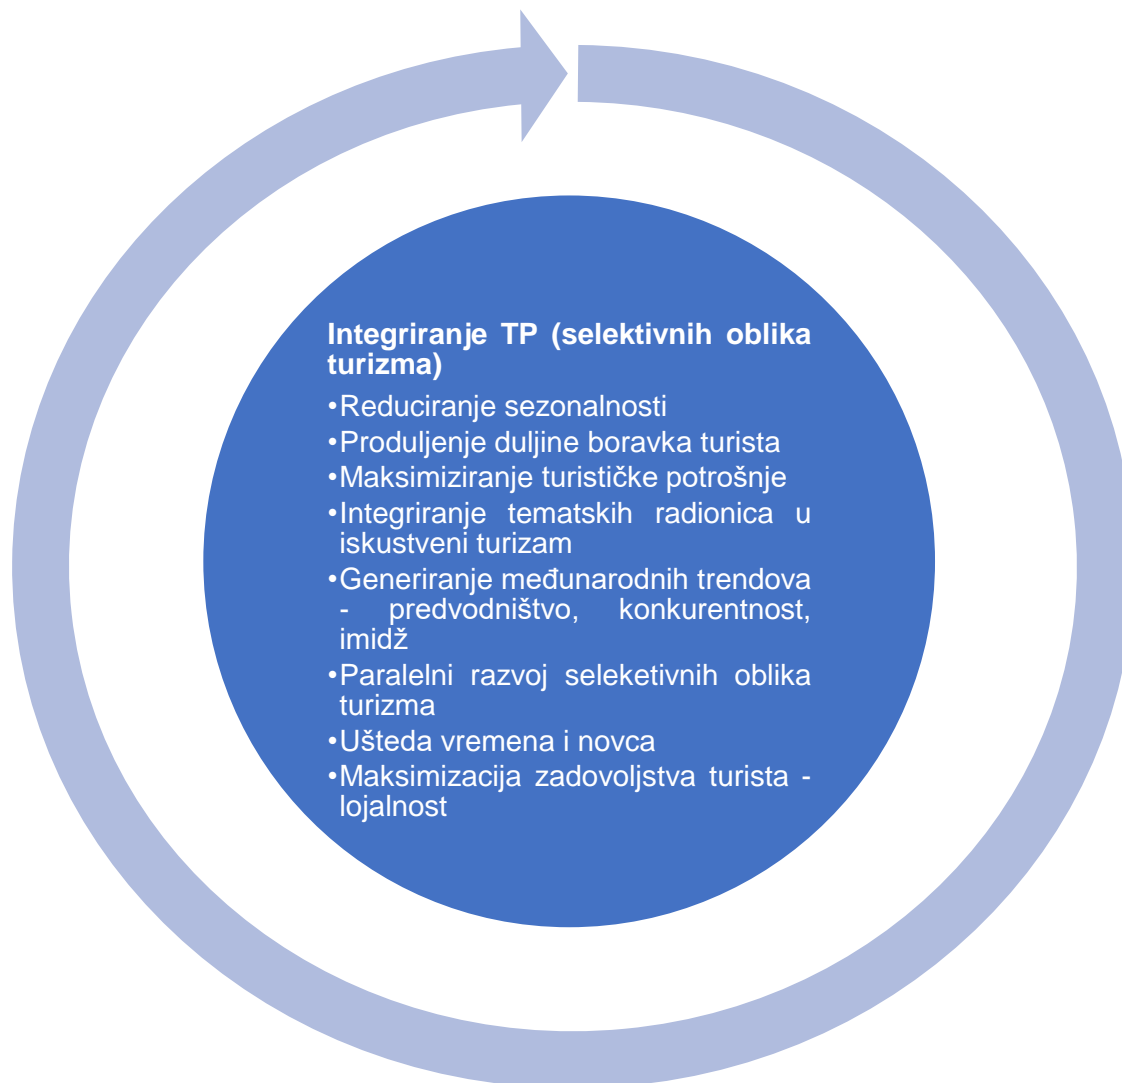 Integriranje TP (selektivnih oblika
turizma)
•Reduciranje sezonalnosti
•Produljenje duljine boravka turista
•Maksimiziranje turističke potrošnje
•Integriranje tematskih radionica u
iskustveni turizam
•Generiranje međunarodnih trendova
- predvodništvo, konkurentnost,
imidž
•Paralelni razvoj seleketivnih oblika
turizma
•Ušteda vremena i novca
•Maksimizacija zadovoljstva turista -
lojalnost